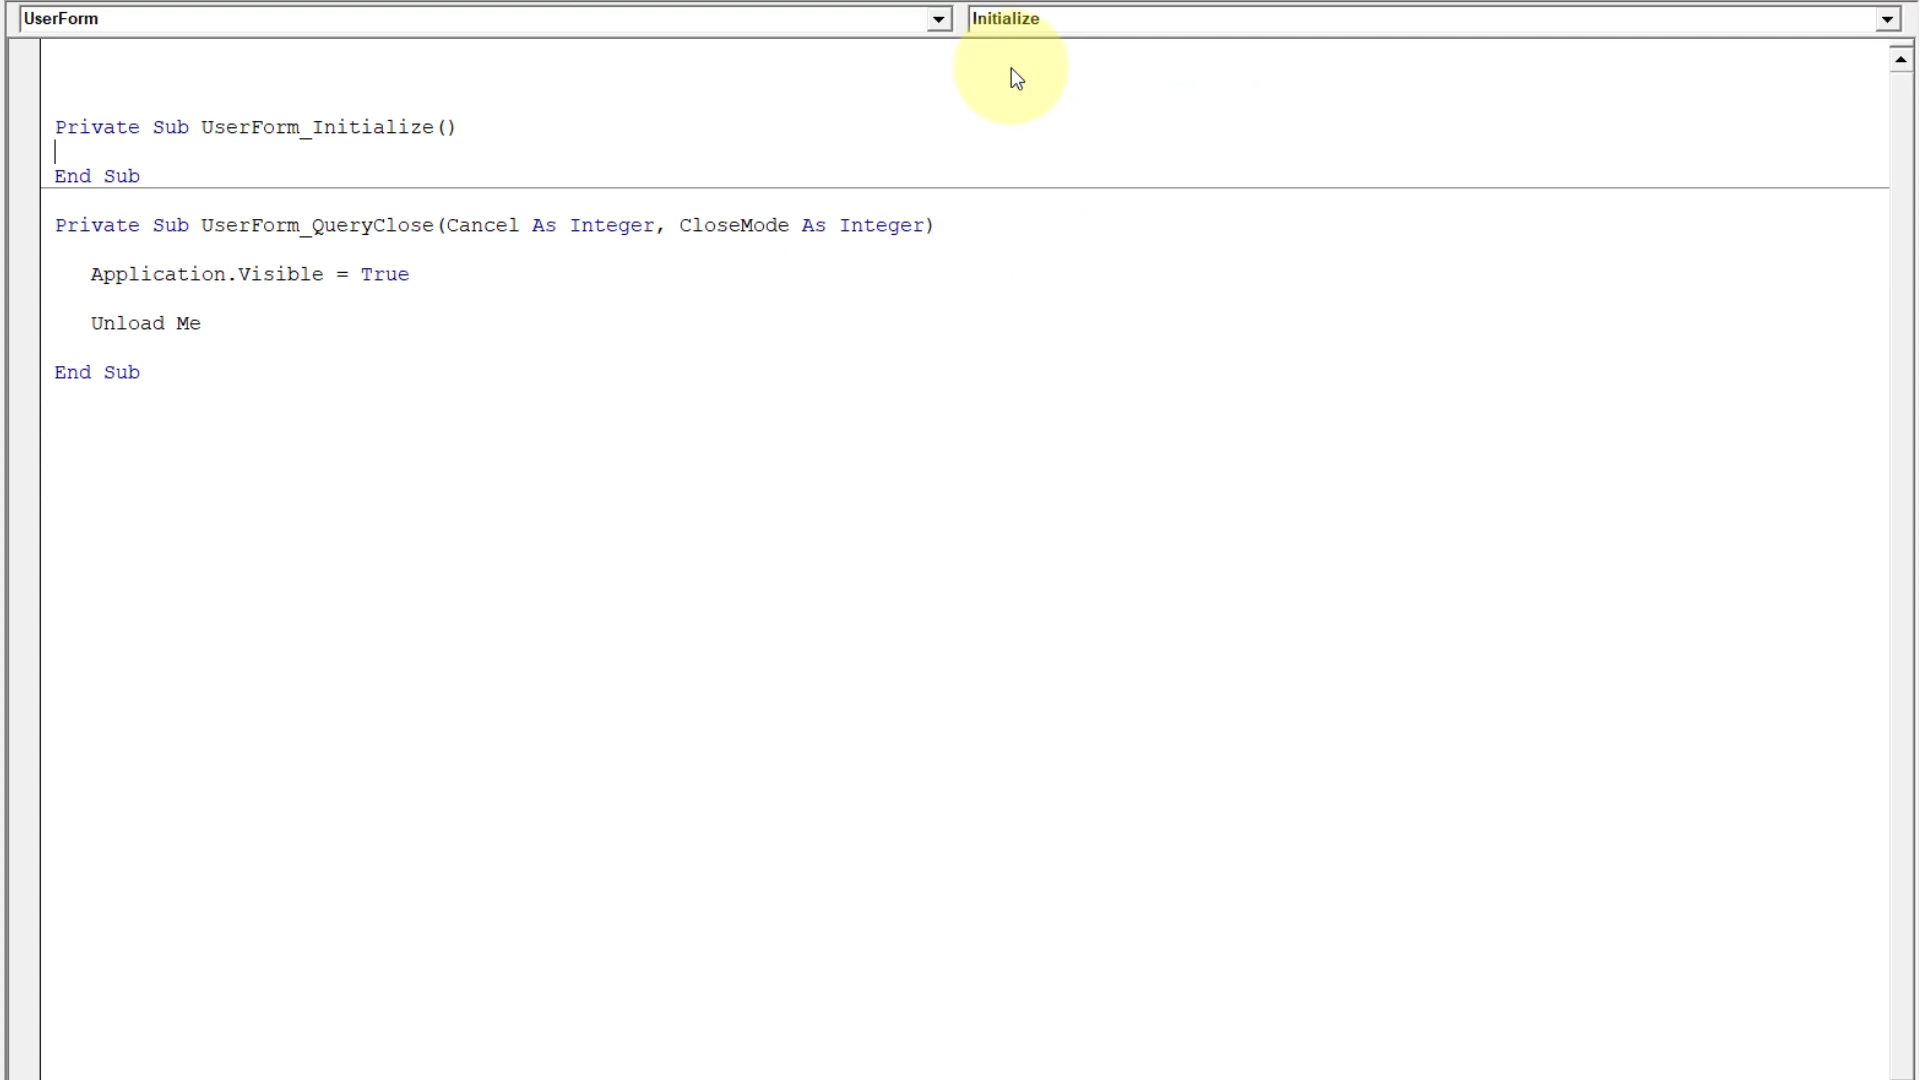 UserForm
Initialize
Private Sub UserForm_Initialize()
End Sub
Private Sub UserForm_QueryClose(Cancel As Integer, CloseMode As Integer)
Application.Visible = True
Unload Me
End Sub